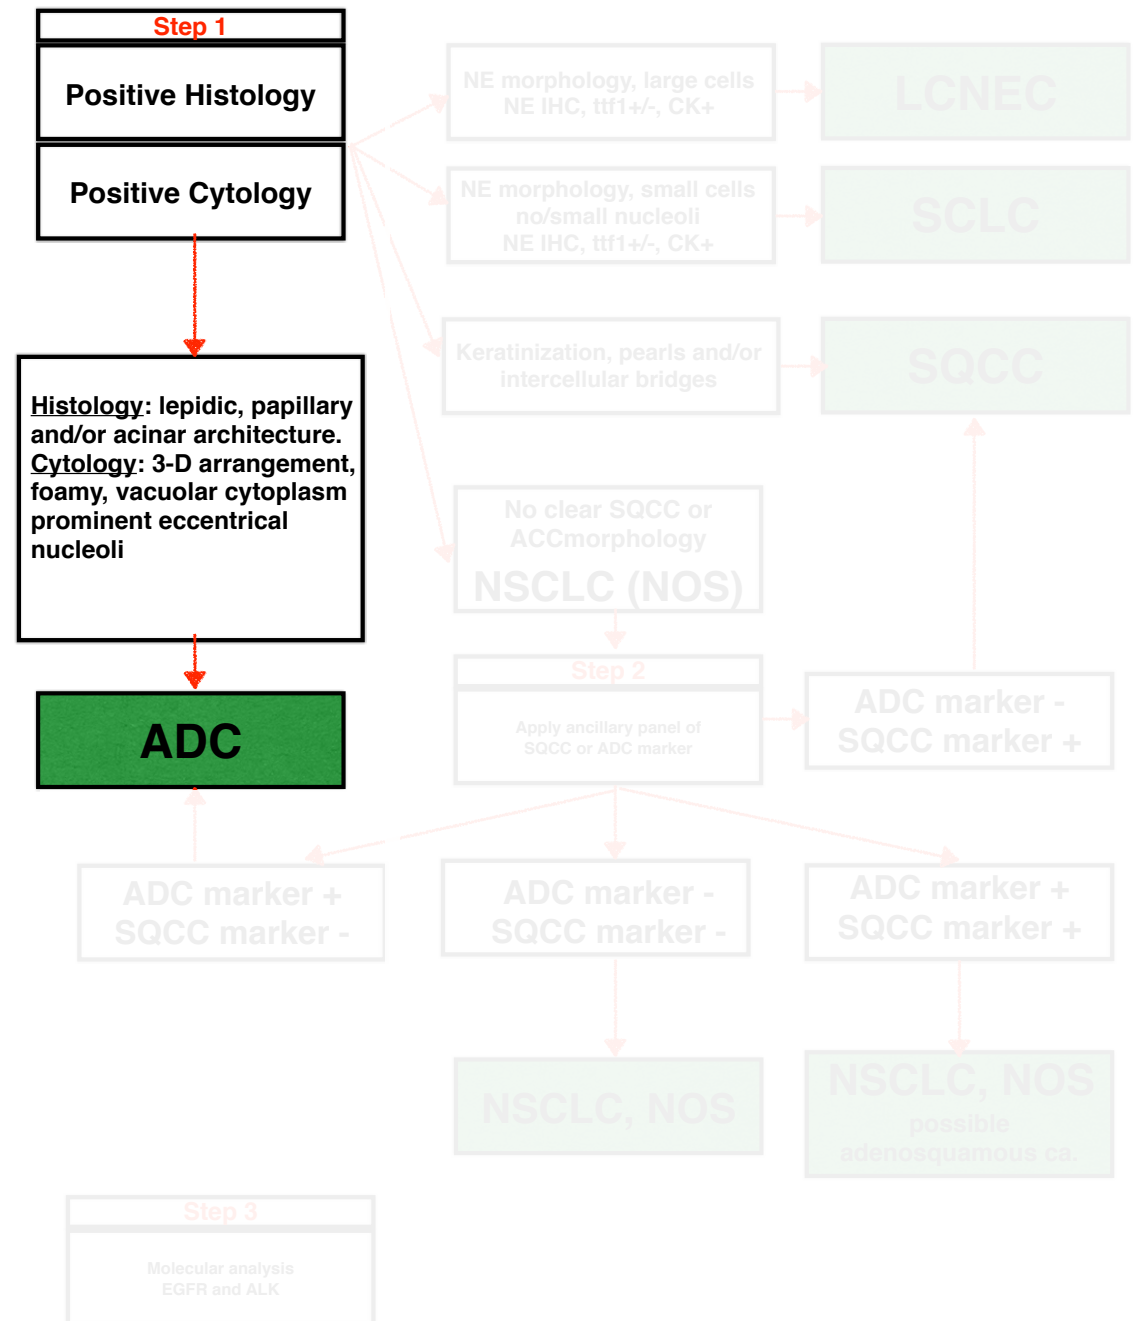 Step 1
Positive Histology
Positive Cytology
Histology: lepidic, papillary
and/or acinar architecture.
Cytology: 3-D arrangement,
foamy, vacuolar cytoplasm
prominent eccentrical
nucleoli
ADC
NE morphology, large cells
NE IHC, ttf1+/-, CK+
LCNEC
NE morphology, small cells
no/small nucleoli
NE IHC, ttf1+/-, CK+
SCLC
Keratinization, pearls and/or
intercellular bridges
SQCC
No clear SQCC or
ACCmorphology
NSCLC (NOS)
Step 2
Apply ancillary panel of
SQCC or ADC marker
ADC marker -
SQCC marker +
ADC marker +
SQCC marker -
ADC marker -
SQCC marker -
ADC marker +
SQCC marker +
NSCLC, NOS
NSCLC, NOS
possible
adenosquamous ca.
Step 3
Molecular analysis
EGFR and ALK